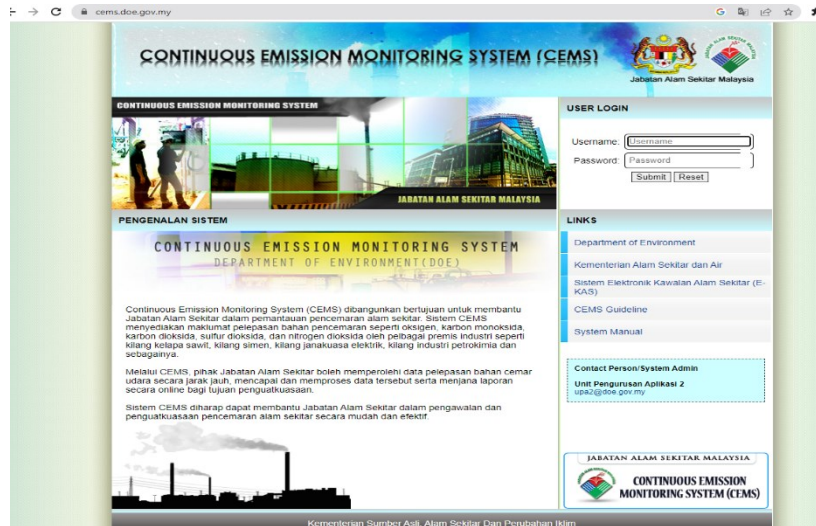 cems.doe.gov.my
CONTINUOUS EMISSION MONITORING SYSTEM (CEMS)
Jabatan Alam Sekitar Malaysia
CONTINUOUS EMISSION MONITORING SYSTEM
JABATAN ALAM SEKITAR MALAYSIA
USER LOGIN
Username: Username
Password: Password
Submit Reset
PENGENALAN SISTEM
CONTINUOUS EMISSION MONITORING SYSTEM
DEPARTMENT OF ENVIRONMENT(DOE)
Continuous Emission Monitoring System (CEMS) dibangunkan bertujuan untuk membantu
Jabatan Alam Sekitar dalam pemantauan pencemaran alam sekitar. Sistem CEMS
menyediakan maklumat pelepasan bahan pencemaran seperti oksigen, karbon monoksida,
karbon dioksida, sulfur dioksida, dan nitrogen dioksida oleh pelbagai premis industri seperti
kilang kelapa sawit, kilang simen, kilang janakuasa elektrik, kilang industri petrokimia dan
sebagainya.
Melalui CEMS, pihak Jabatan Alam Sekitar boleh memperolehi data pelepasan bahan cemar
udara secara jarak jauh, mencapai dan memproses data tersebut serta menjana laporan
secara online bagi tujuan penguatkuasaan.
Sistem CEMS diharap dapat membantu Jabatan Alam Sekitar dalam pengawalan dan
penguatkuasaan pencemaran alam sekitar secara mudah dan efektif.
LINKS
Department of Environment
Kementerian Alam Sekitar dan Air
Sistem Elektronik Kawalan Alam Sekitar (E-
KAS)
CEMS Guideline
System Manual
Contact Person/System Admin
Unit Pengurusan Aplikasi 2
upa2@doe.gov.my
JABATAN ALAM SEKITAR MALAYSIA
CONTINUOUS EMISSION
MONITORING SYSTEM (CEMS)
Kementerian Sumber Asli, Alam Sekitar Dan Perubahan Iklim